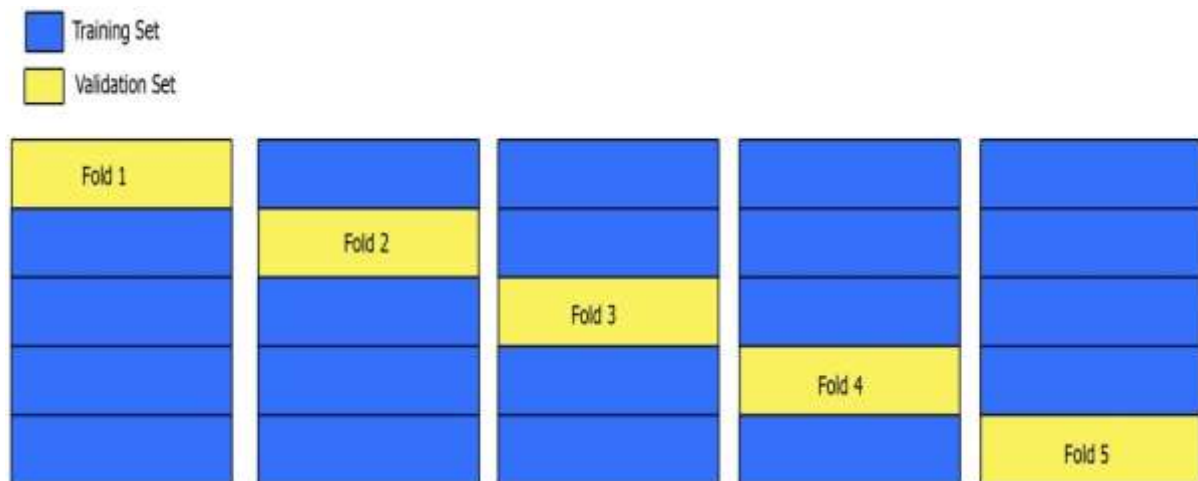 Training Set
Validation Set
Fold 1
Fold 2
Fold 3
Fold 4
Fold 5